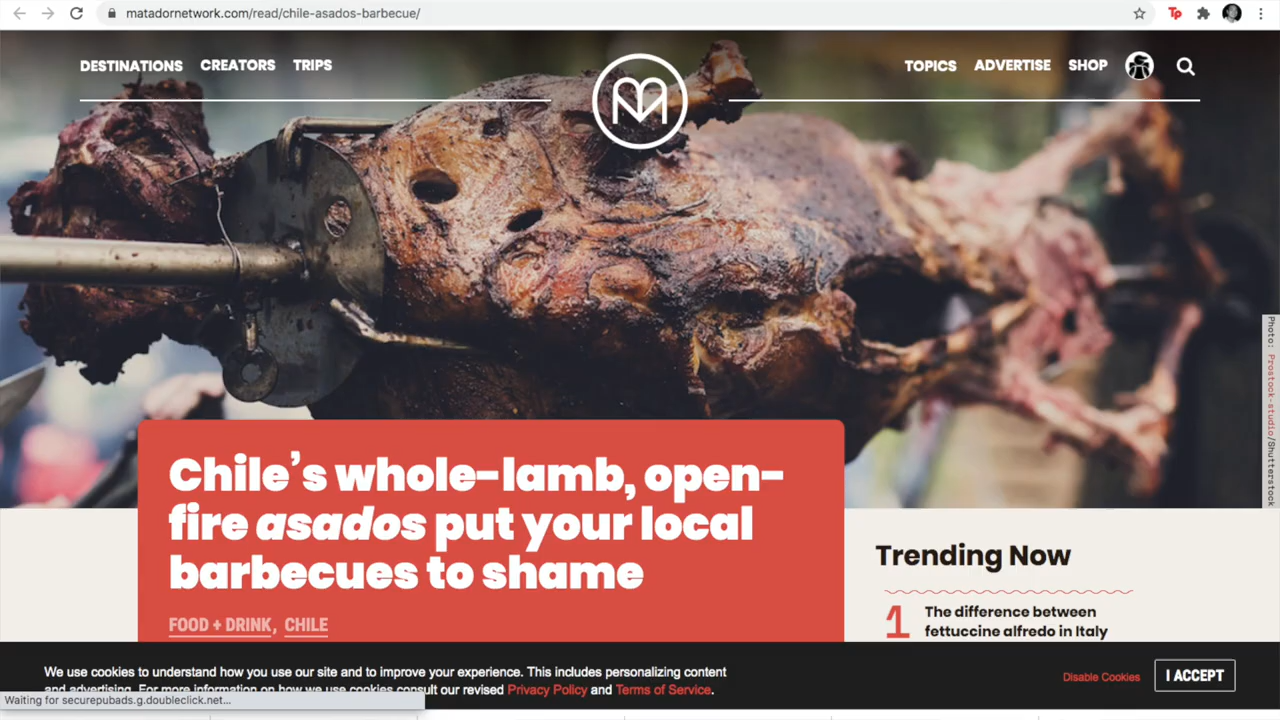 matadornetwork.com/read/chile-asados-barbecue/
Tp
DESTINATIONS CREATORS TRIPS
TOPICS ADVERTISE SHOP
Photo: Prostock-studio/Shutterstock
Chile's whole-lamb, open-
fire asados put your local
barbecues to shame
FOOD + DRINK, CHILE
Trending Now
1
The difference between
fettuccine alfredo in Italy
We use cookies to understand how you use our site and to improve your experience. This includes personalizing content
and advertising. For more information on how we use cookies consult our revised Privacy Policy and Terms of Service.
Disable Cookies
I ACCEPT
Waiting for securepubads.g.doubleclick.net...